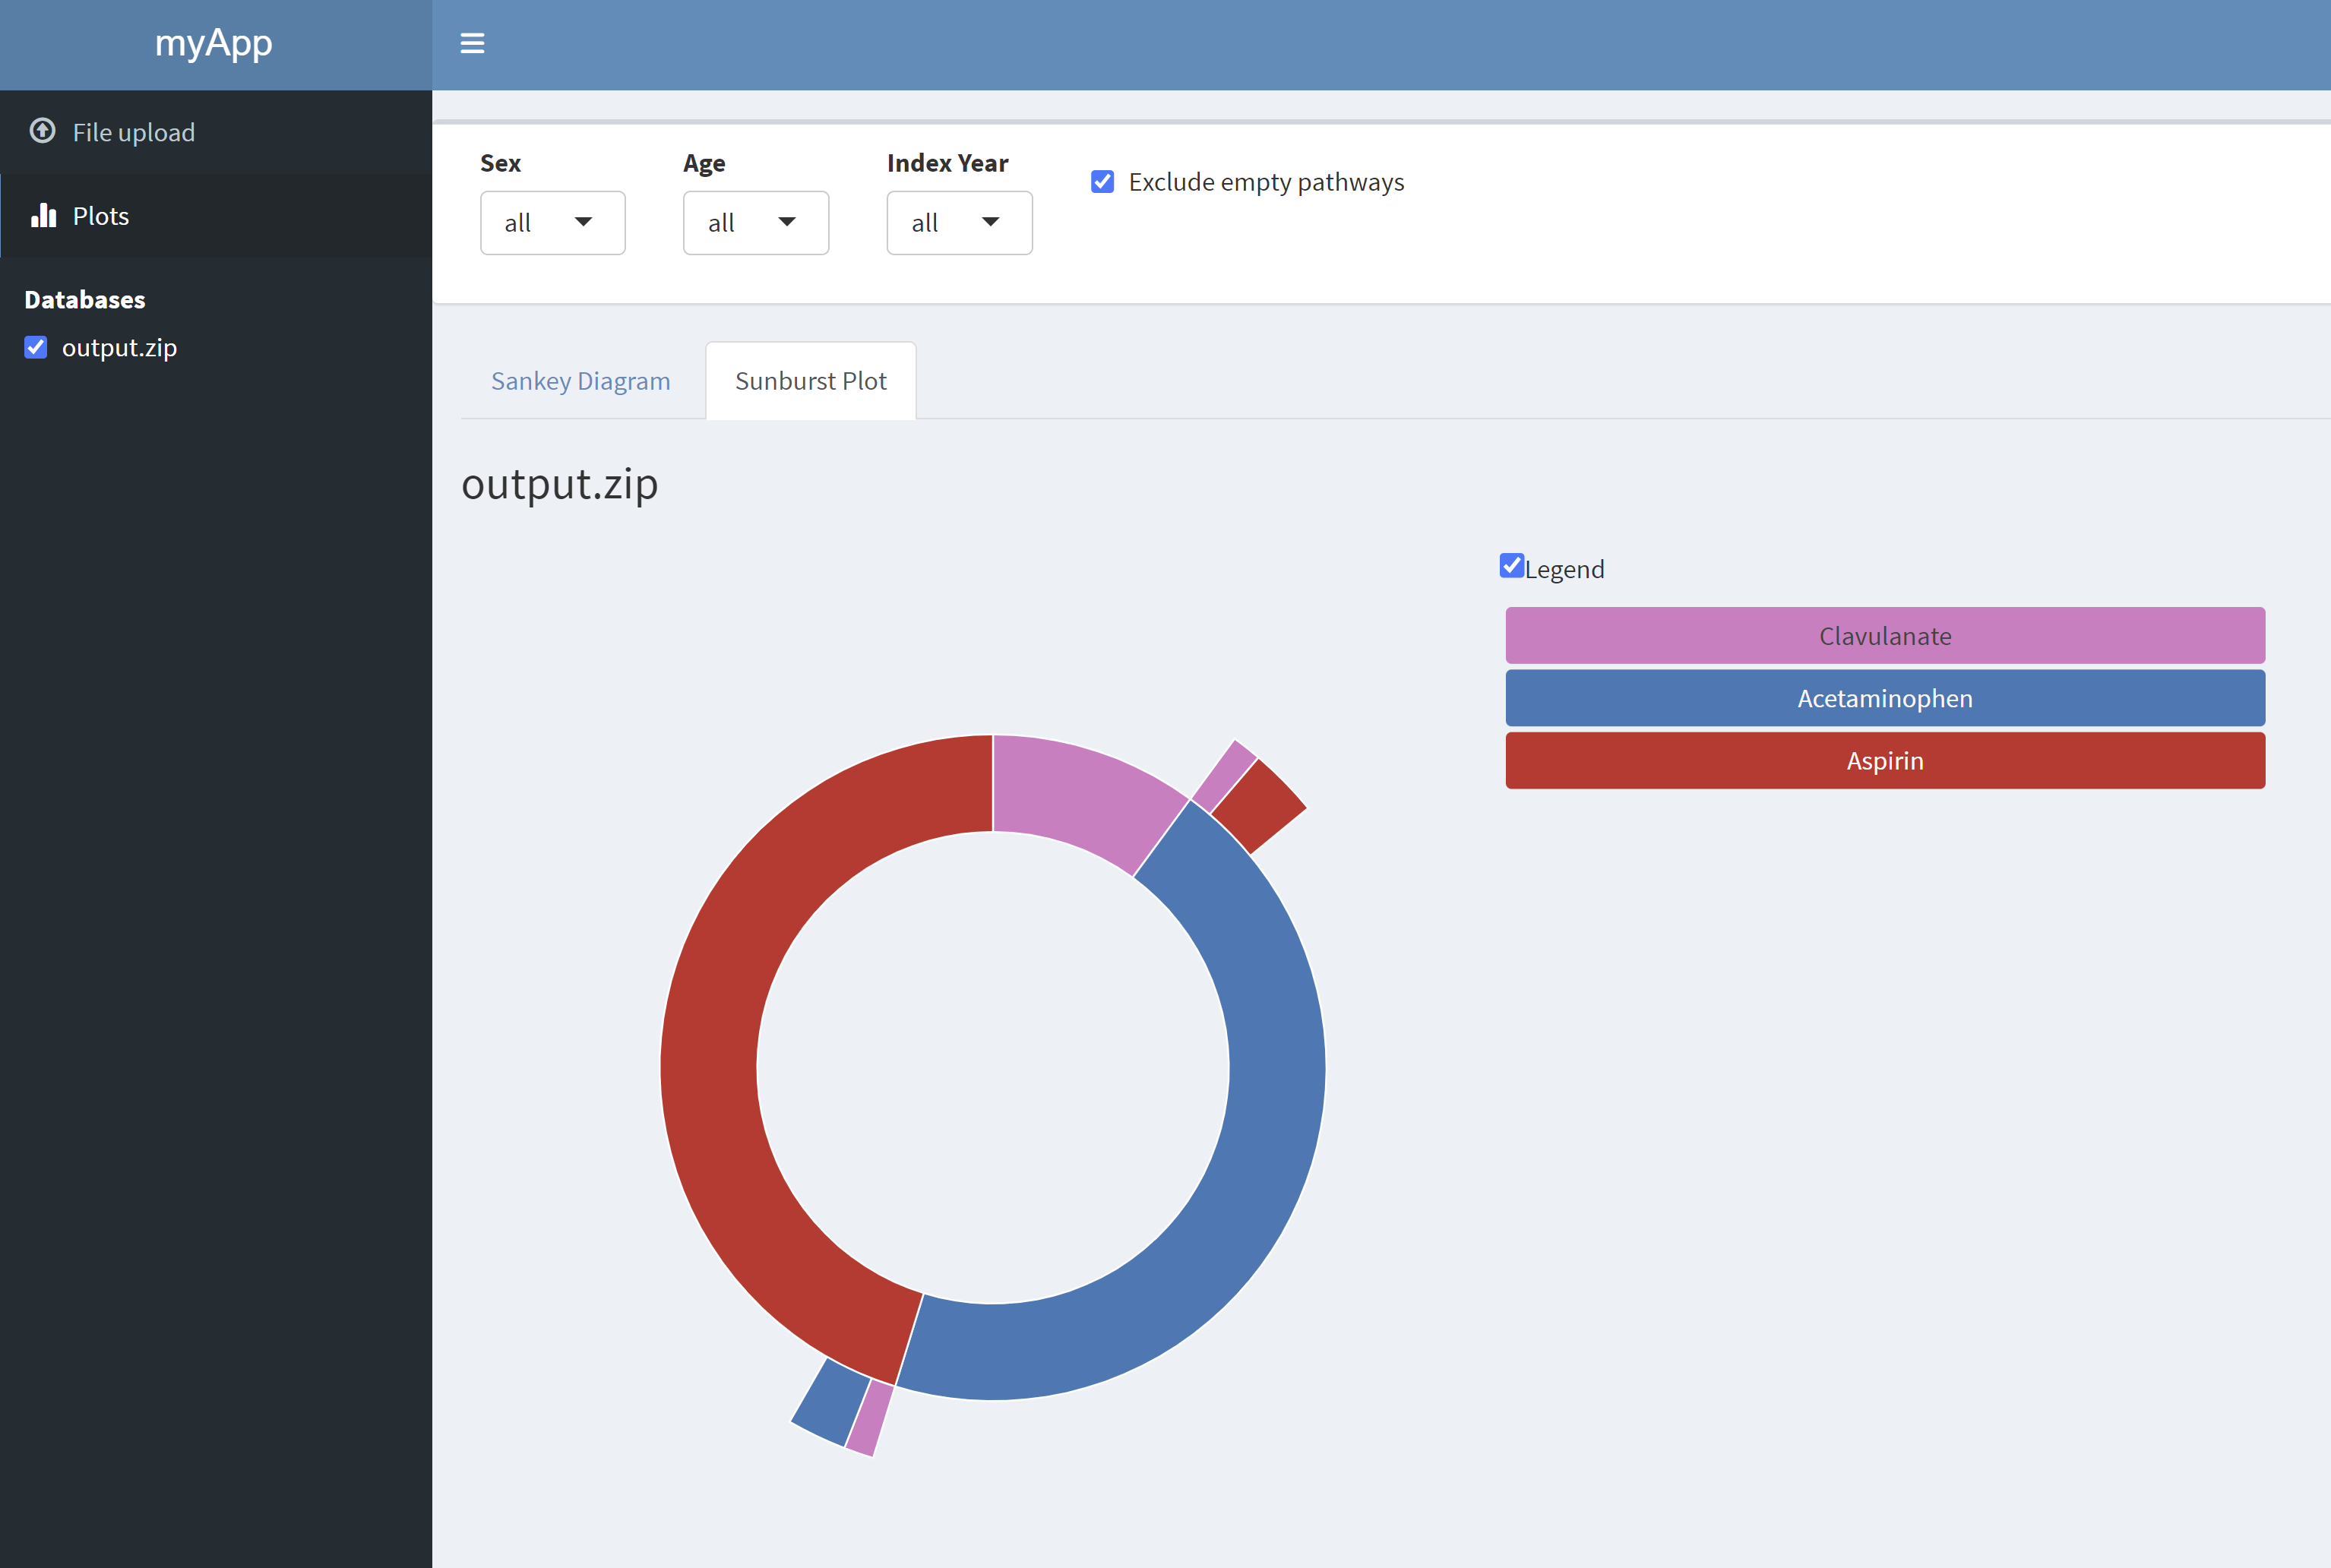 myApp
File upload
Plots
Databases
output.zip
Sex
Age
Index Year
Exclude empty pathways
all
all
all
Sankey Diagram
Sunburst Plot
output.zip
Legend
Clavulanate
Acetaminophen
Aspirin